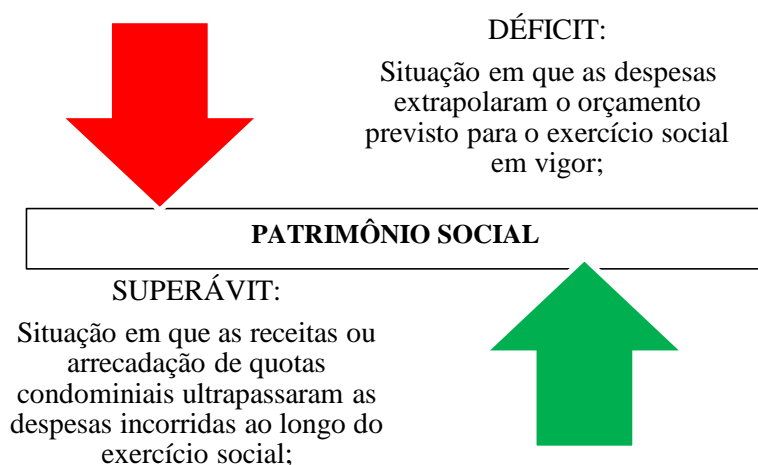 DÉFICIT:
Situação em que as despesas
extrapolaram o orçamento
previsto para o exercício social
em vigor;
PATRIMÔNIO SOCIAL
SUPERÁVIT:
Situação em que as receitas ou
arrecadação de quotas
condominiais ultrapassaram as
despesas incorridas ao longo do
exercício social;